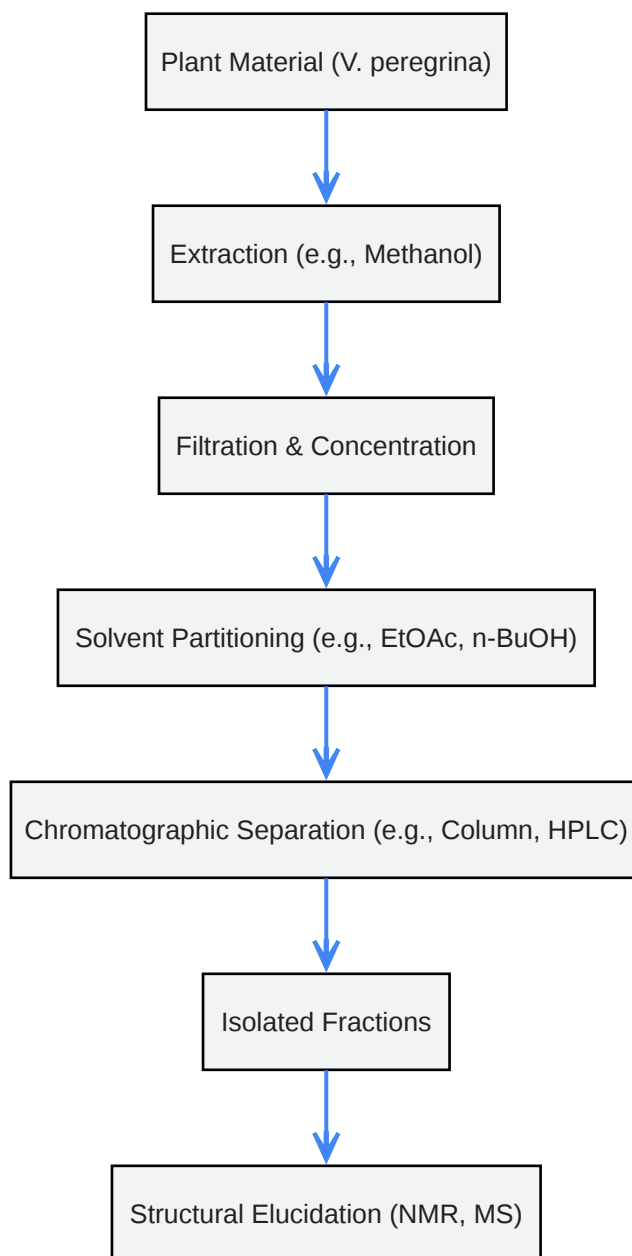 Plant Material (V. peregrina)
Extraction (e.g., Methanol)
Filtration & Concentration
Solvent Partitioning (e.g., EtOAc, n-BuOH)
Chromatographic Separation (e.g., Column, HPLC)
Isolated Fractions
Structural Elucidation (NMR, MS)